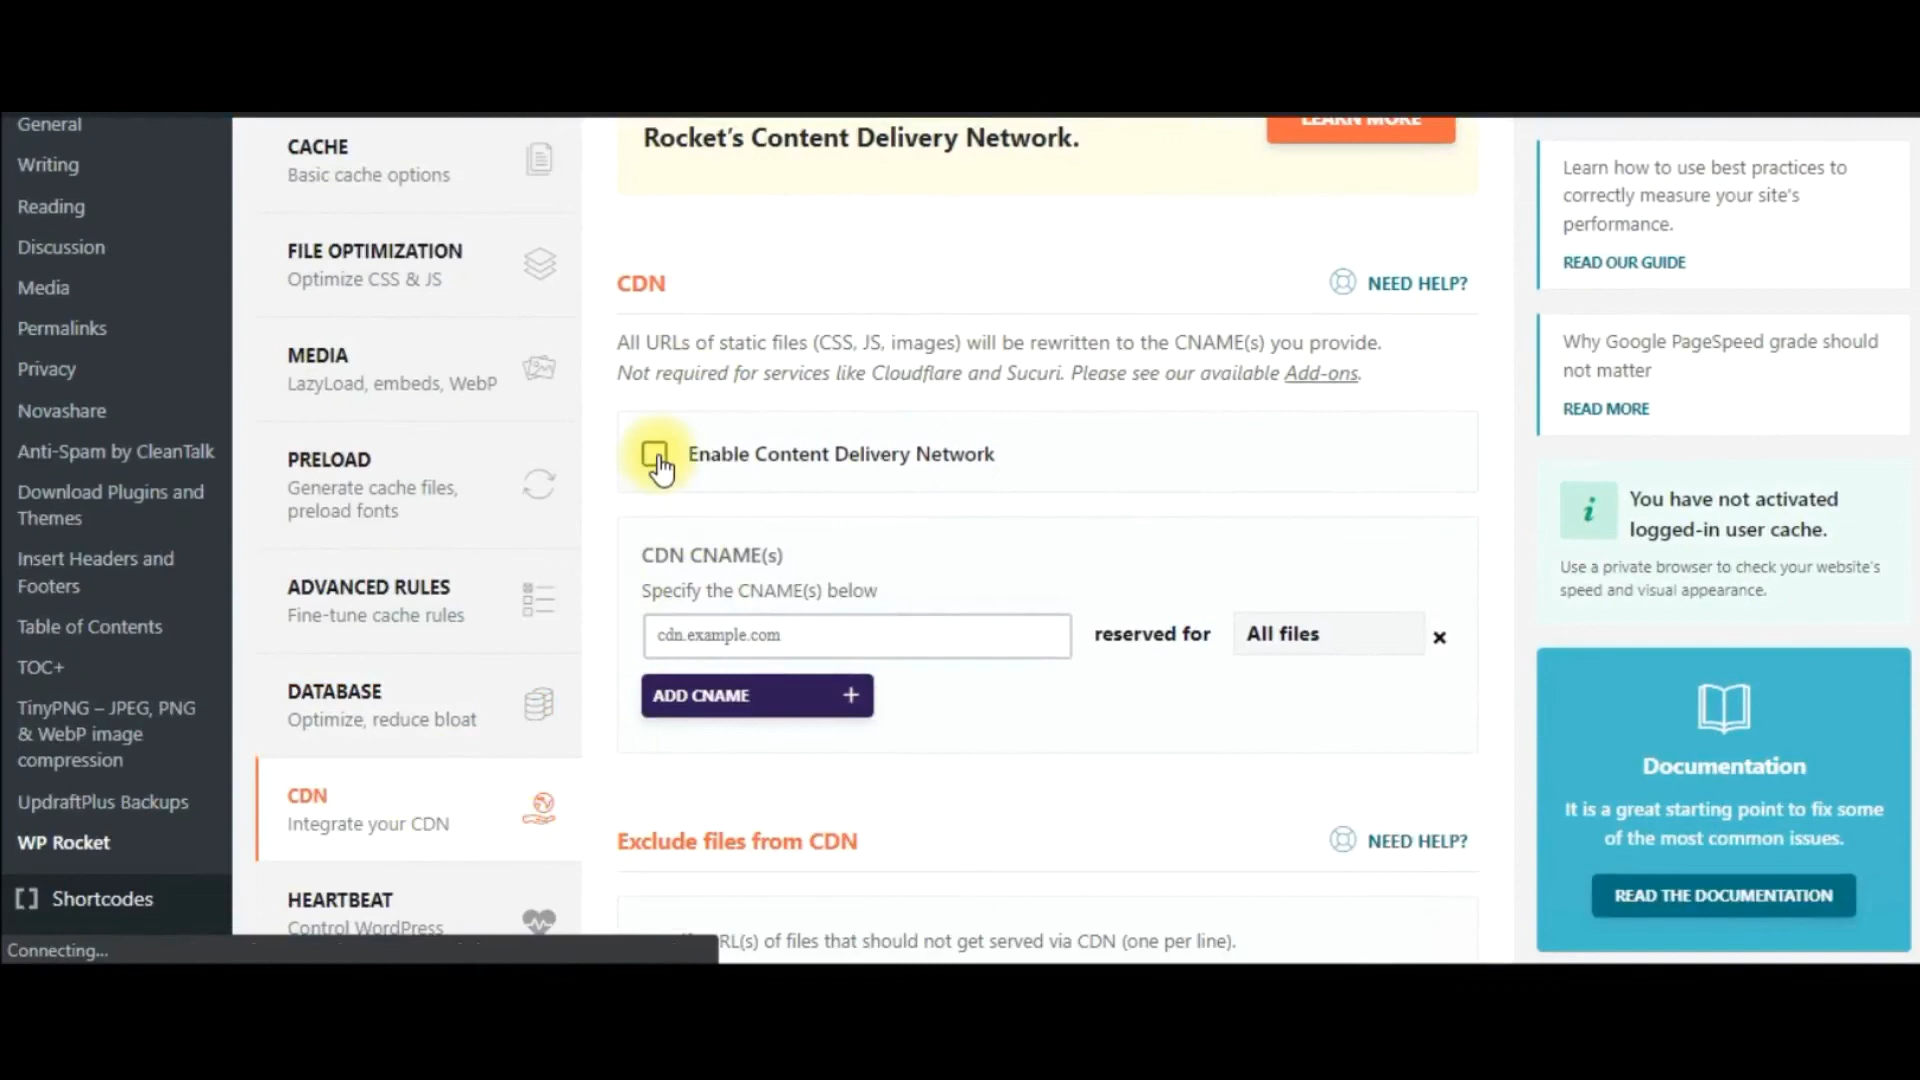 General
Writing
Reading
Discussion
Media
Permalinks
Privacy
Novashare
Anti-Spam by CleanTalk
Download Plugins and
Themes
Insert Headers and
Footers
Table of Contents
TOC+
TinyPNG – JPEG, PNG
& WebP image
compression
UpdraftPlus Backups
WP Rocket
Shortcodes
Connecting...
CACHE
Basic cache options
FILE OPTIMIZATION
Optimize CSS & JS
MEDIA
LazyLoad, embeds, WebP
PRELOAD
Generate cache files,
preload fonts
ADVANCED RULES
Fine-tune cache rules
DATABASE
Optimize, reduce bloat
CDN
Integrate your CDN
HEARTBEAT
Control WordPress
Rocket's Content Delivery Network.
LEARN MORE
CDN
NEED HELP?
All URLs of static files (CSS, JS, images) will be rewritten to the CNAME(s) you provide.
Not required for services like Cloudflare and Sucuri. Please see our available Add-ons.
Enable Content Delivery Network
CDN CNAME(s)
Specify the CNAME(s) below
cdn.example.com
reserved for
All files
ADD CNAME +
Exclude files from CDN
NEED HELP?
of files that should not get served via CDN (one per line).
Learn how to use best practices to
correctly measure your site's
performance.
READ OUR GUIDE
Why Google PageSpeed grade should
not matter
READ MORE
i
You have not activated
logged-in user cache.
Use a private browser to check your website's
speed and visual appearance.
Documentation
It is a great starting point to fix some
of the most common issues.
READ THE DOCUMENTATION